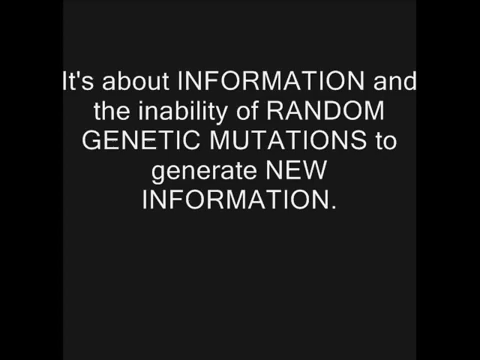 It's about INFORMATION and
the inability of RANDOM
GENETIC MUTATIONS to
generate NEW
INFORMATION.